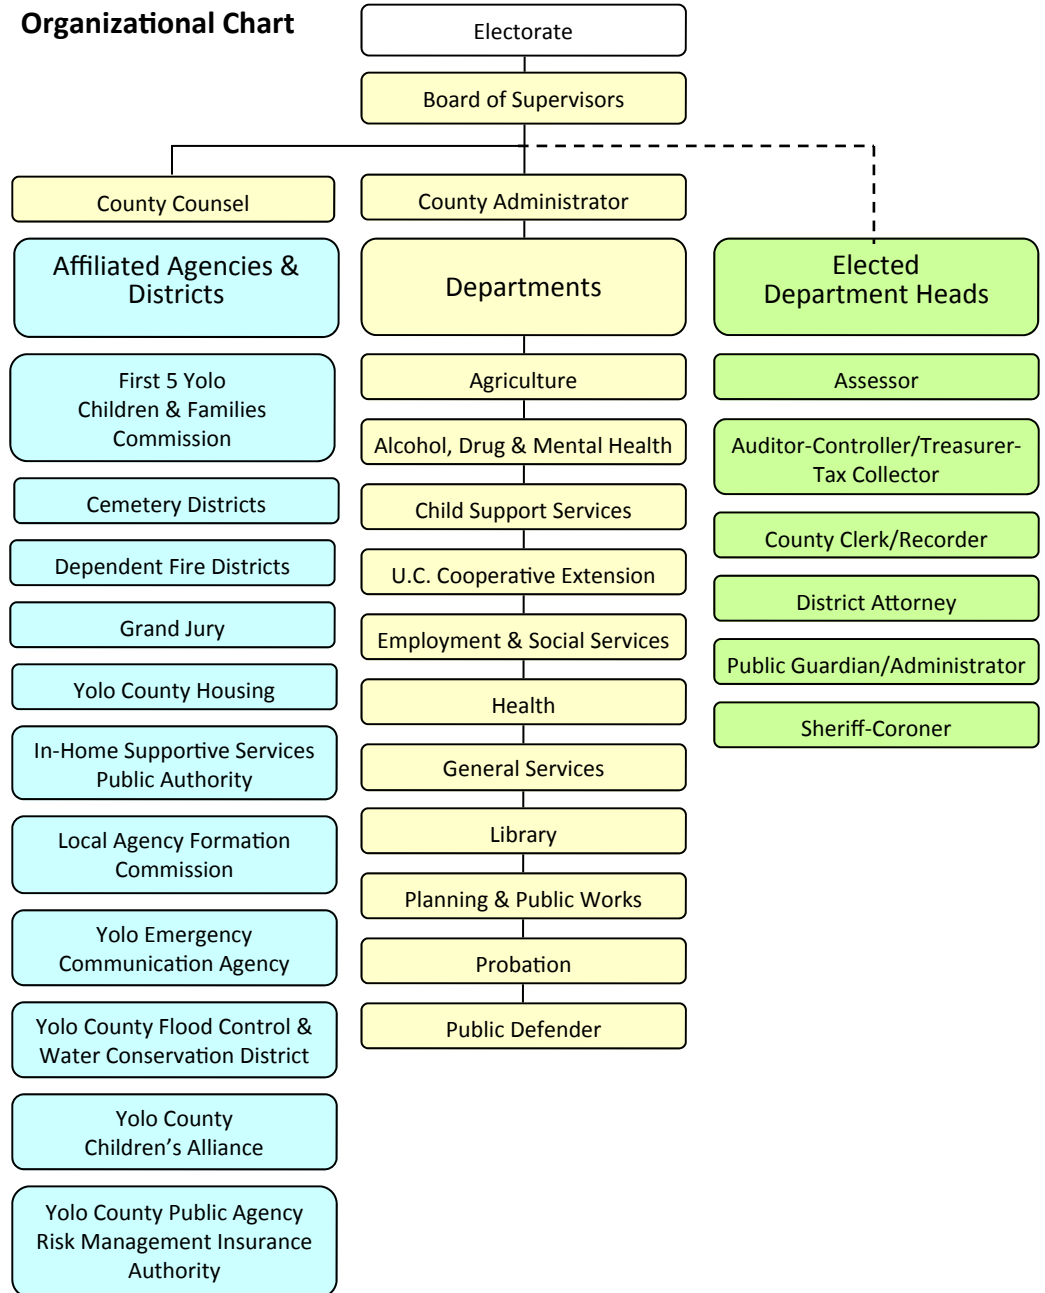 Organizational Chart
Electorate
Board of Supervisors
County Counsel
County Administrator
Affiliated Agencies &
Districts
Departments
Elected
Department Heads
First 5 Yolo
Children & Families
Commission
Cemetery Districts
Dependent Fire Districts
Grand Jury
Yolo County Housing
In-Home Supportive Services
Public Authority
Local Agency Formation
Commission
Yolo Emergency
Communication Agency
Yolo County Flood Control &
Water Conservation District
Yolo County
Children’s Alliance
Yolo County Public Agency
Risk Management Insurance
Authority
Agriculture
Alcohol, Drug & Mental Health
Child Support Services
U.C. Cooperative Extension
Employment & Social Services
Health
General Services
Library
Planning & Public Works
Probation
Public Defender
Assessor
Auditor-Controller/Treasurer-
Tax Collector
County Clerk/Recorder
District Attorney
Public Guardian/Administrator
Sheriff-Coroner